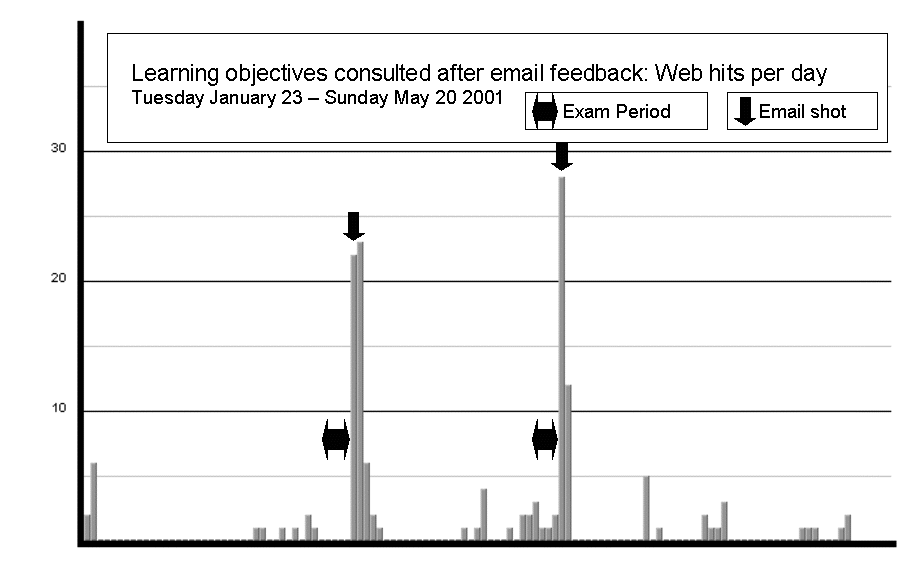 Learning objectives consulted after email feedback: Web hits per day
Tuesday January 23 – Sunday May 20 2001
Exam Period
Email shot
30
20
10